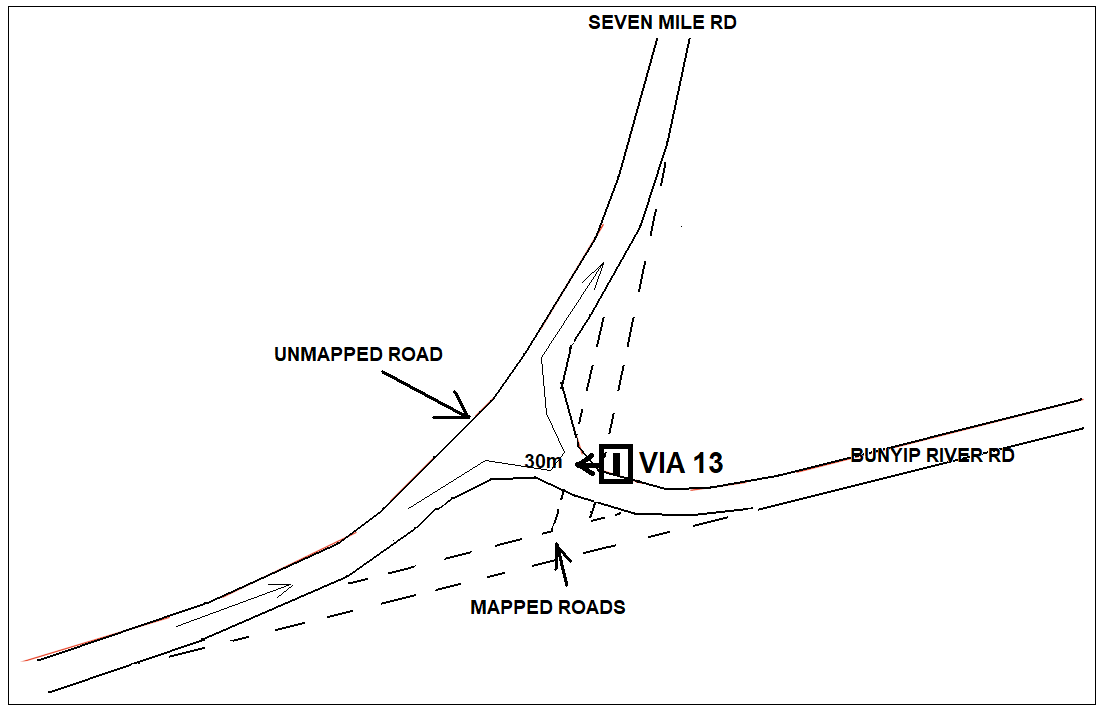 SEVEN MILE RD
UNMAPPED ROAD
30m
I VIA 13
BUNYIP RIVER RD
MAPPED ROADS